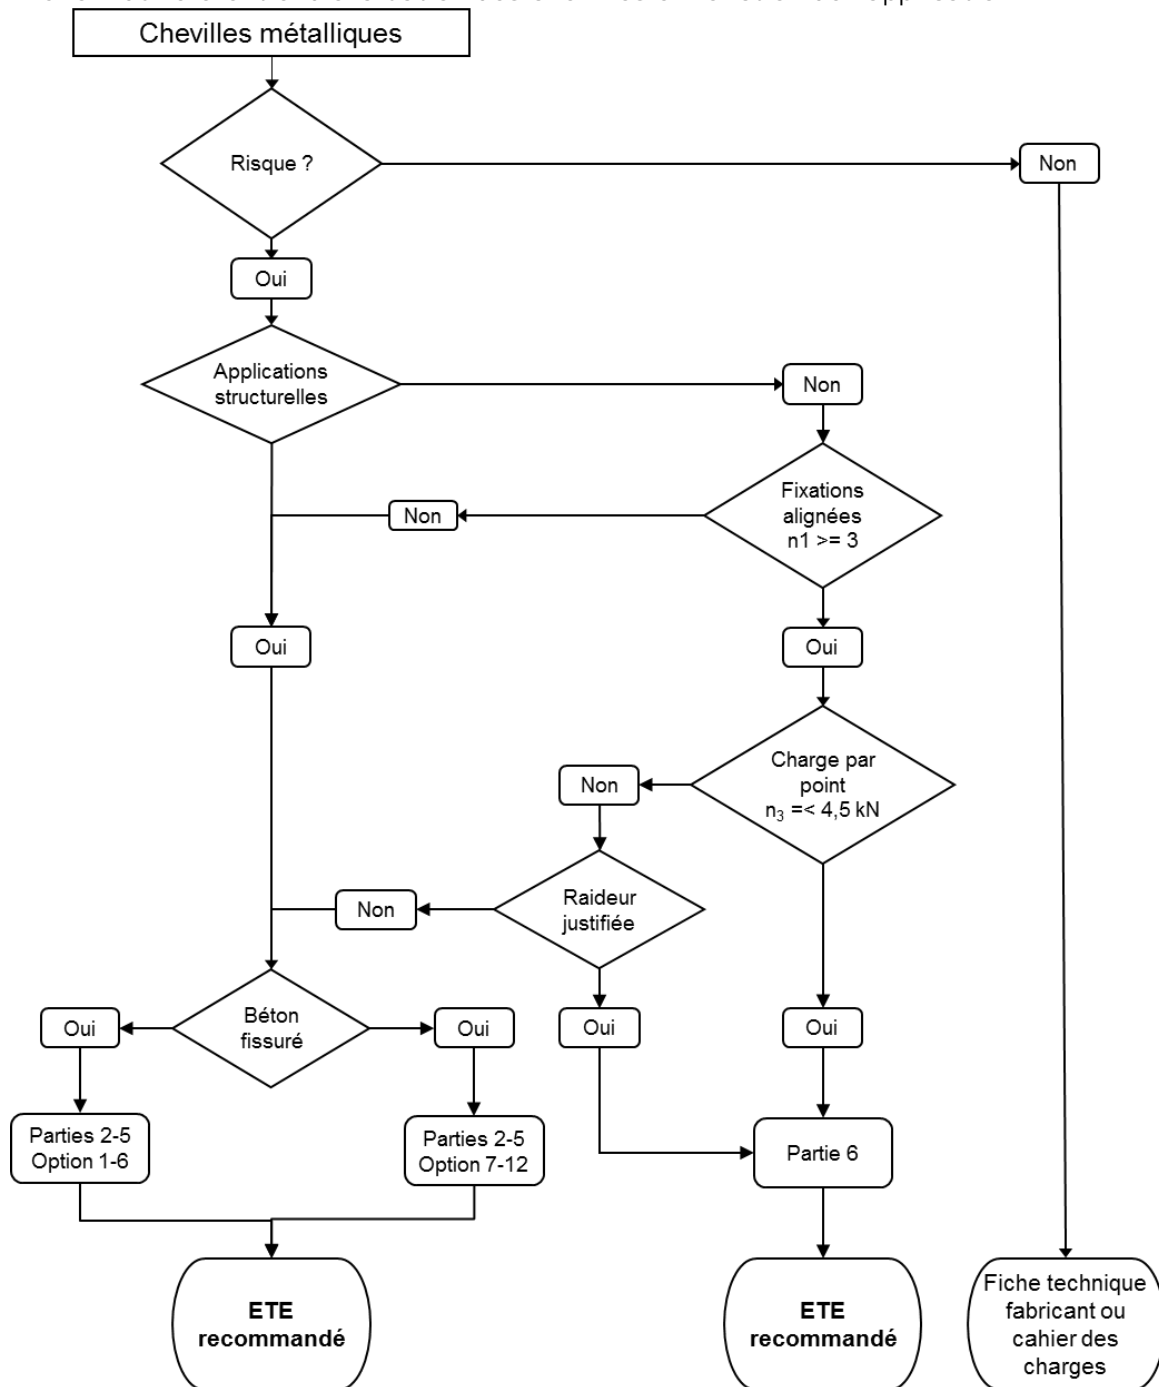 Chevilles métalliques
Risque ?
Non
Oui
Applications
structurelles
Non
Fixations
alignées
n1 >= 3
Non
Oui
Oui
Charge par
point
n₃ =< 4,5 kN
Non
Raideur
justifiée
Non
Béton
fissuré
Oui
Oui
Oui
Oui
Parties 2-5
Option 1-6
Parties 2-5
Option 7-12
Partie 6
ETE
recommandé
ETE
recommandé
Fiche technique
fabricant ou
cahier des
charges